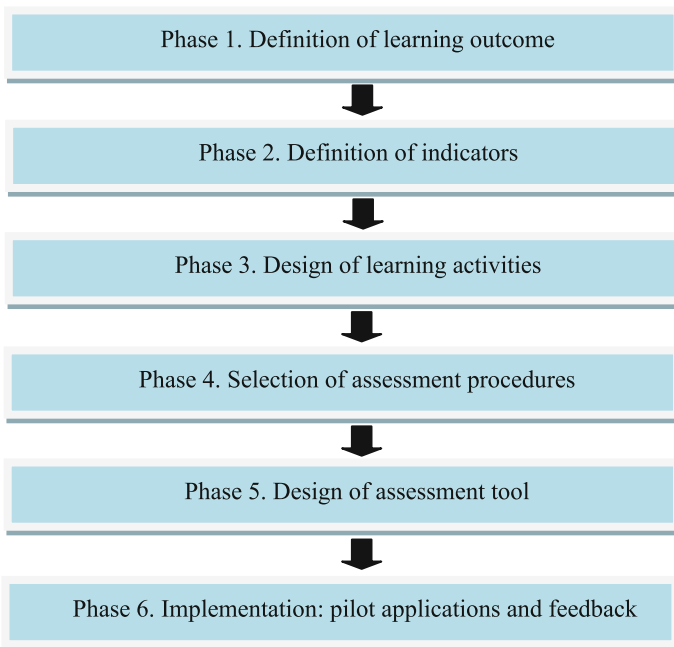 Phase 1. Definition of learning outcome
Phase 2. Definition of indicators
Phase 3. Design of learning activities
Phase 4. Selection of assessment procedures
Phase 5. Design of assessment tool
Phase 6. Implementation: pilot applications and feedback